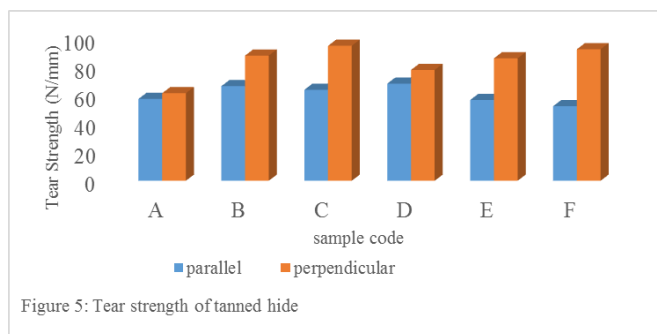 Tear Strength (N/mm)
100
80
60
40
20
0
A B C D E F
sample code
parallel perpendicular
Figure 5: Tear strength of tanned hide